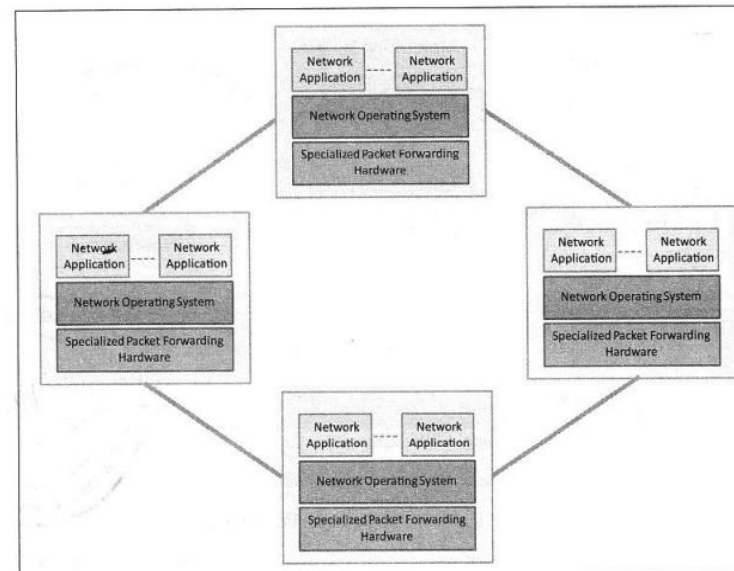 Network
Application
Network
Application
Network Operating System
Specialized Packet Forwarding
Hardware
Network
Application
Network
Application
Network Operating System
Specialized Packet Forwarding
Hardware
Network
Application
Network
Application
Network Operating System
Specialized Packet Forwarding
Hardware
Network
Application
Network
Application
Network Operating System
Specialized Packet Forwarding
Hardware